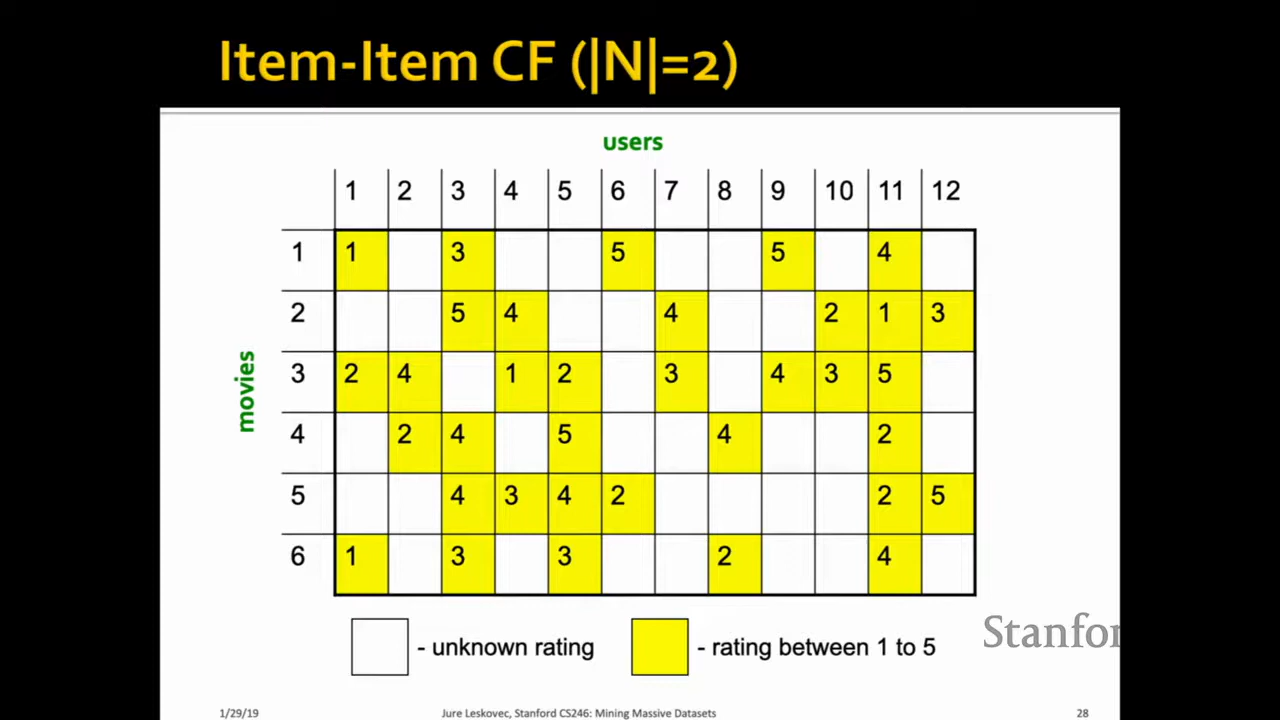 Item-Item CF (|N|=2)
users
1 2 3 4 5 6 7 8 9 10 11 12
movies
1 1 3 5 5 4
2 5 4 4 2 1 3
3 2 4 1 2 3 4 3 5
4 2 4 5 4 2
5 4 3 4 2 2 5
6 1 3 3 2 4
- unknown rating - rating between 1 to 5
Stanfor
1/29/19 Jure Leskovec, Stanford CS246: Mining Massive Datasets 28